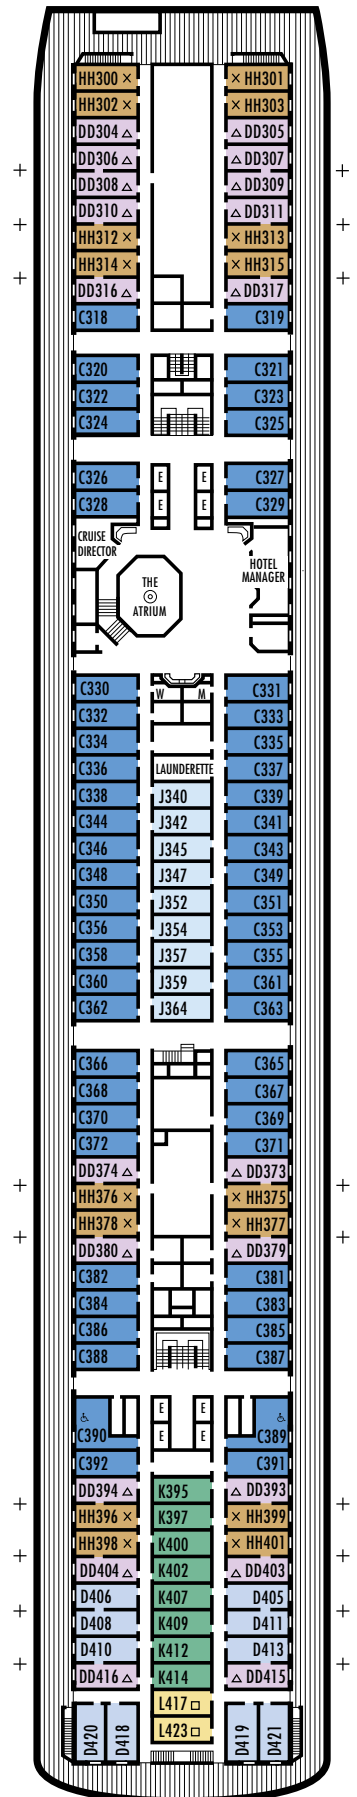 HH300 × × HH301
HH302 × × HH303
DD304 △ △ DD305
DD306 △ △ DD307
DD308 △ △ DD309
DD310 △ △ DD311
HH312 × × HH313
HH314 × × HH315
DD316 △ △ DD317
C318 C319
C320 C321
C322 C323
C324 C325
C326 E E C327
C328 E E C329
CRUISE
DIRECTOR
HOTEL
MANAGER
THE
ATRIUM
C330 W M C331
C332 C333
C334 C335
C336 LAUNDERETTE C337
C338 J340 C339
C344 J342 C341
C346 J345 C343
C348 J347 C349
C350 J352 C351
C356 J354 C353
C358 J357 C355
C360 J359 C361
C362 J364 C363
C366 C365
C368 C367
C370 C369
C372 C371
DD374 △ △ DD373
HH376 × × HH375
HH378 × × HH377
DD380 △ △ DD379
C382 C381
C384 C383
C386 C385
C388 C387
E E
C390 E E C389
C392 C391
DD394 △ K395 △ DD393
HH396 × K397 × HH399
HH398 × K400 × HH401
DD404 △ K402 △ DD403
D406 K407 D405
D408 K409 D411
D410 K412 D413
DD416 △ K414 △ DD415
L417 □
L423 □
D420 D418 D419 D421